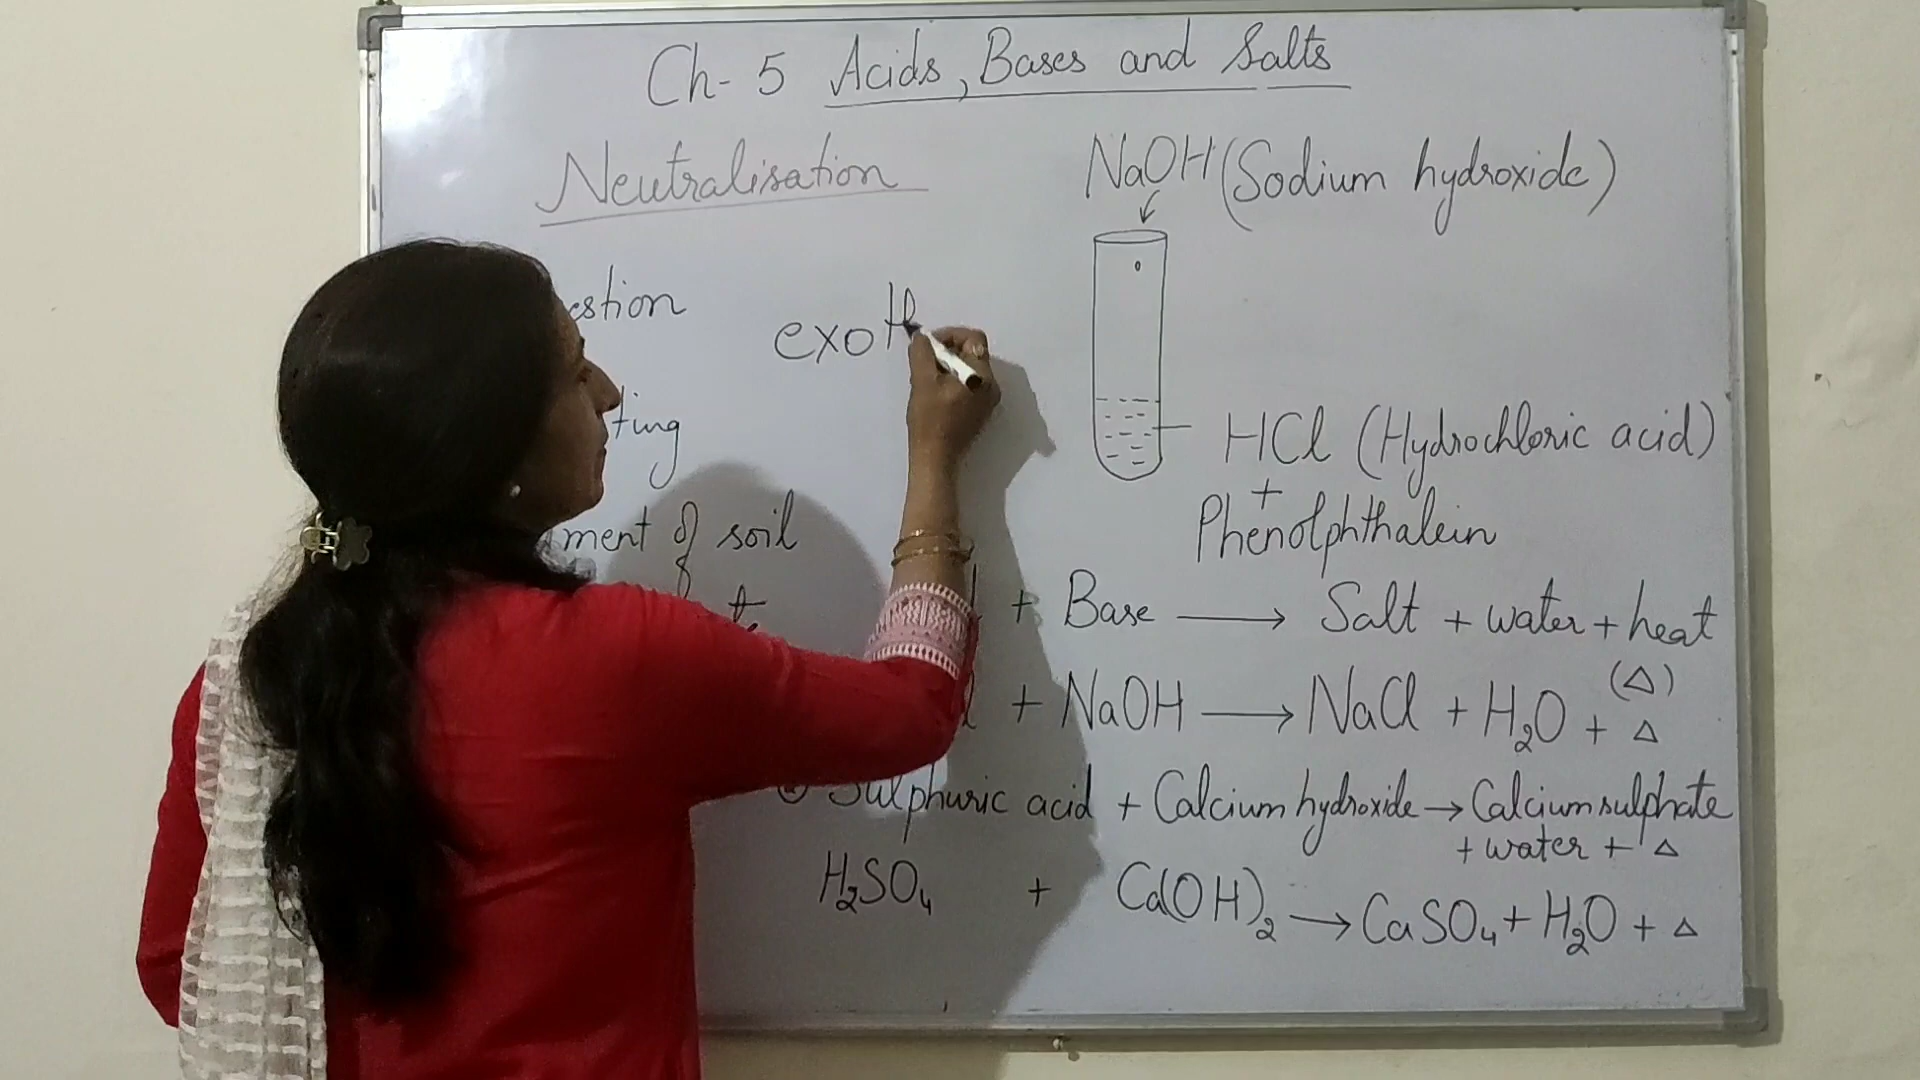 Ch- 5 Acids, Bases and Salts
Neutralisation
NaOH (Sodium hydroxide)
exoth
HCl (Hydrochloric acid)
+
Phenolphthalein
ment of soil
+ Base → Salt + water + heat
(△)
+ NaOH → NaCl + H₂O + △
Sulphuric acid + Calcium hydroxide → Calcium sulphate
+ water + △
H₂SO₄ + Ca(OH)₂ → CaSO₄ + H₂O + △